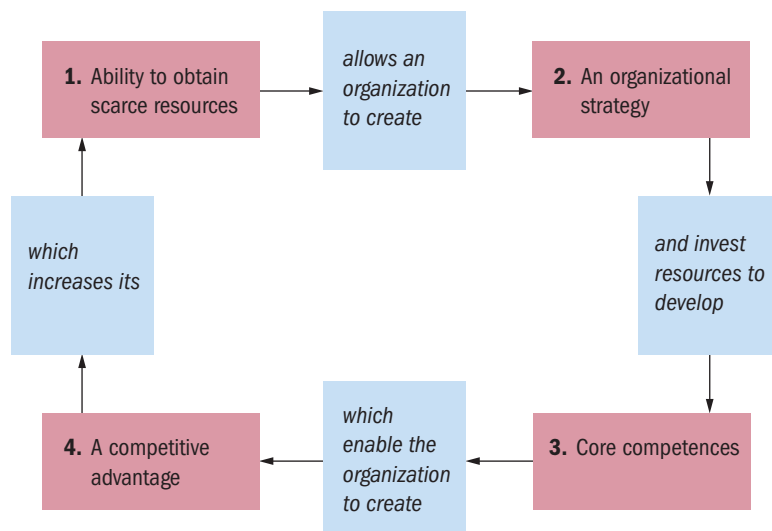 1. Ability to obtain
scarce resources
allows an
organization
to create
2. An organizational
strategy
and invest
resources to
develop
3. Core competences
which
enable the
organization
to create
4. A competitive
advantage
which
increases its